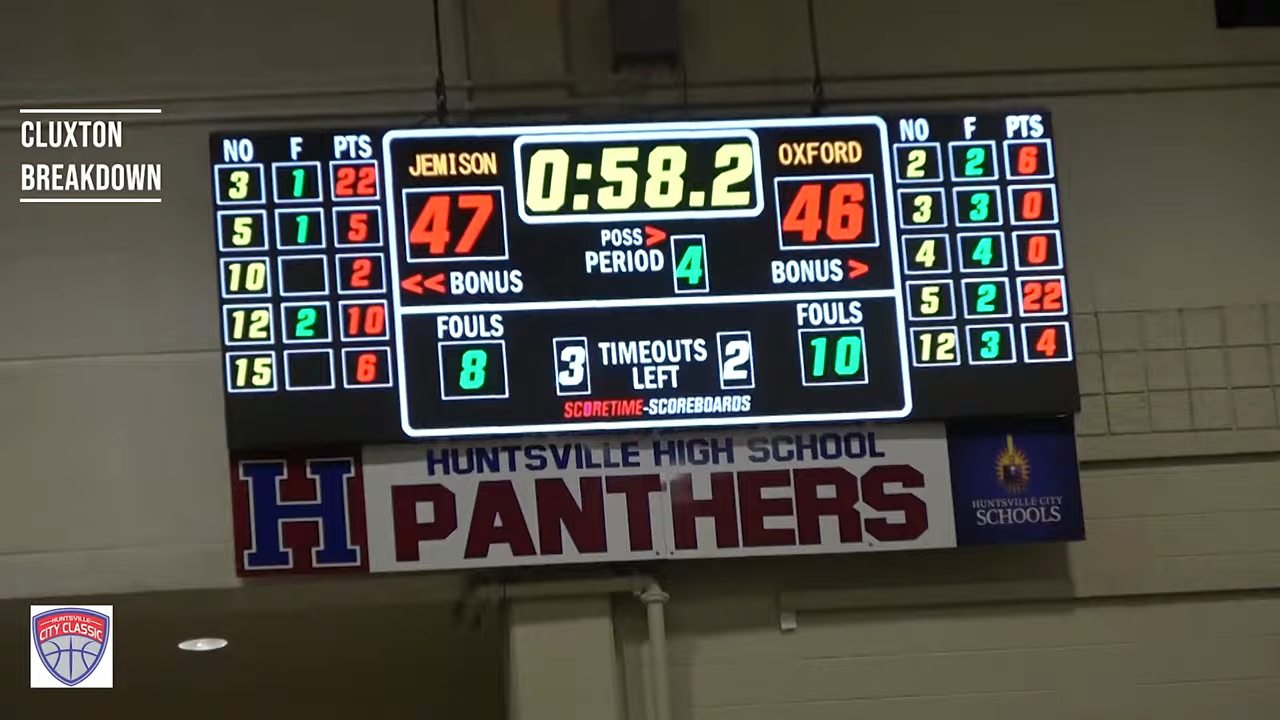 CLUXTON
BREAKDOWN
NO F PTS
3 1 22
5 1 5
10 2
12 2 10
15 6
JEMISON
47
<< BONUS
0:58.2
POSS >
PERIOD 4
OXFORD
46
BONUS >
FOULS
8
3 TIMEOUTS LEFT 2
FOULS
10
SCORETIME-SCOREBOARDS
NO F PTS
2 2 6
3 3 0
4 4 0
5 2 22
12 3 4
H
HUNTSVILLE HIGH SCHOOL
PANTHERS
HUNTSVILLE CITY
SCHOOLS
HUNTSVILLE
CITY CLASSIC